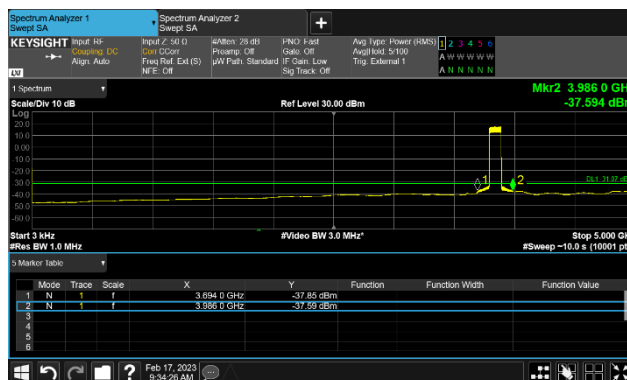 Spectrum Analyzer 1
Swept SA
Spectrum Analyzer 2
Swept SA
+
KEYSIGHT
Input: RF
Coupling: DC
Align: Auto
Input Z: 50 Ω
Corr CCorr
Freq Ref: Ext (S)
NFE: Off
#Atten: 28 dB
Preamp: Off
µW Path: Standard
PNO: Fast
Gate: Off
IF Gain: Low
Sig Track: Off
Avg Type: Power (RMS)
Avg|Hold: 5/100
Trig: External 1
1 2 3 4 5 6
A W W W W W
A N N N N N
LXI
1 Spectrum
Mkr2 3.986 0 GH
Scale/Div 10 dB
Ref Level 30.00 dBm
-37.594 dB
Log
20.0
10.0
0.00
-10.0
-20.0
-30.0
-40.0
-50.0
-60.0
1
2
Start 3 kHz
#Video BW 3.0 MHz*
Stop 5.000 G
#Res BW 1.0 MHz
#Sweep ~10.0 s (10001 pt
5 Marker Table
Mode Trace Scale X Y Function Function Width Function Value
1 N 1 f 3.694 0 GHz -37.85 dBm
2 N 1 f 3.986 0 GHz -37.59 dBm
3
4
5
6
?
Feb 17, 2023
9:34:26 AM